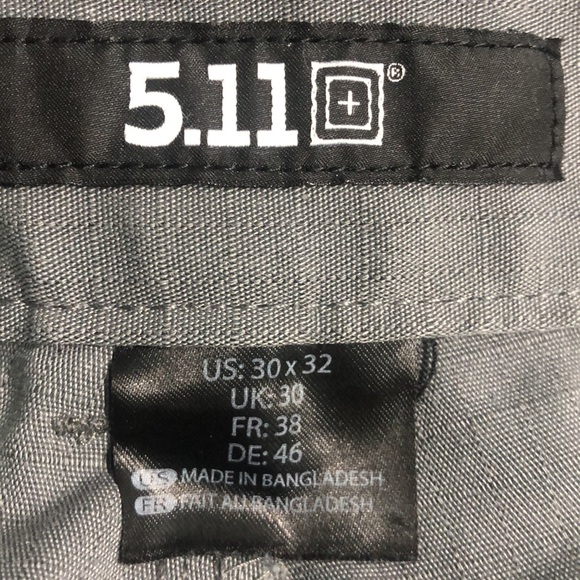 5.11®
US: 30 x 32
UK: 30
FR: 38
DE: 46
US MADE IN BANGLADESH
FR FAIT AU BANGLADESH